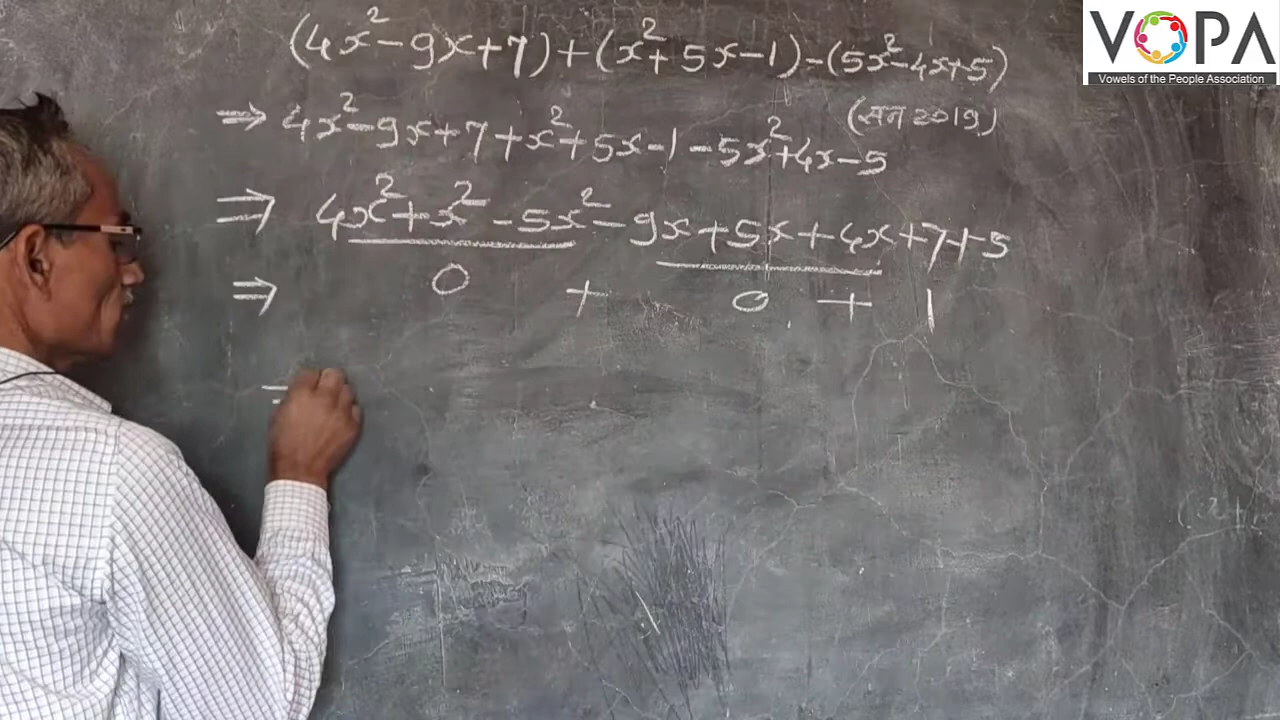 (4x²-9x+7)+(x²+5x-1)-(5x²-4x+5)
(सन 2019)
⇒ 4x²-9x+7+x²+5x-1-5x²+4x-5
⇒ 4x²+x²-5x²-9x+5x+4x+7+5
⇒ 0 + 0 + 1
=
VOPA
Vowels of the People Association